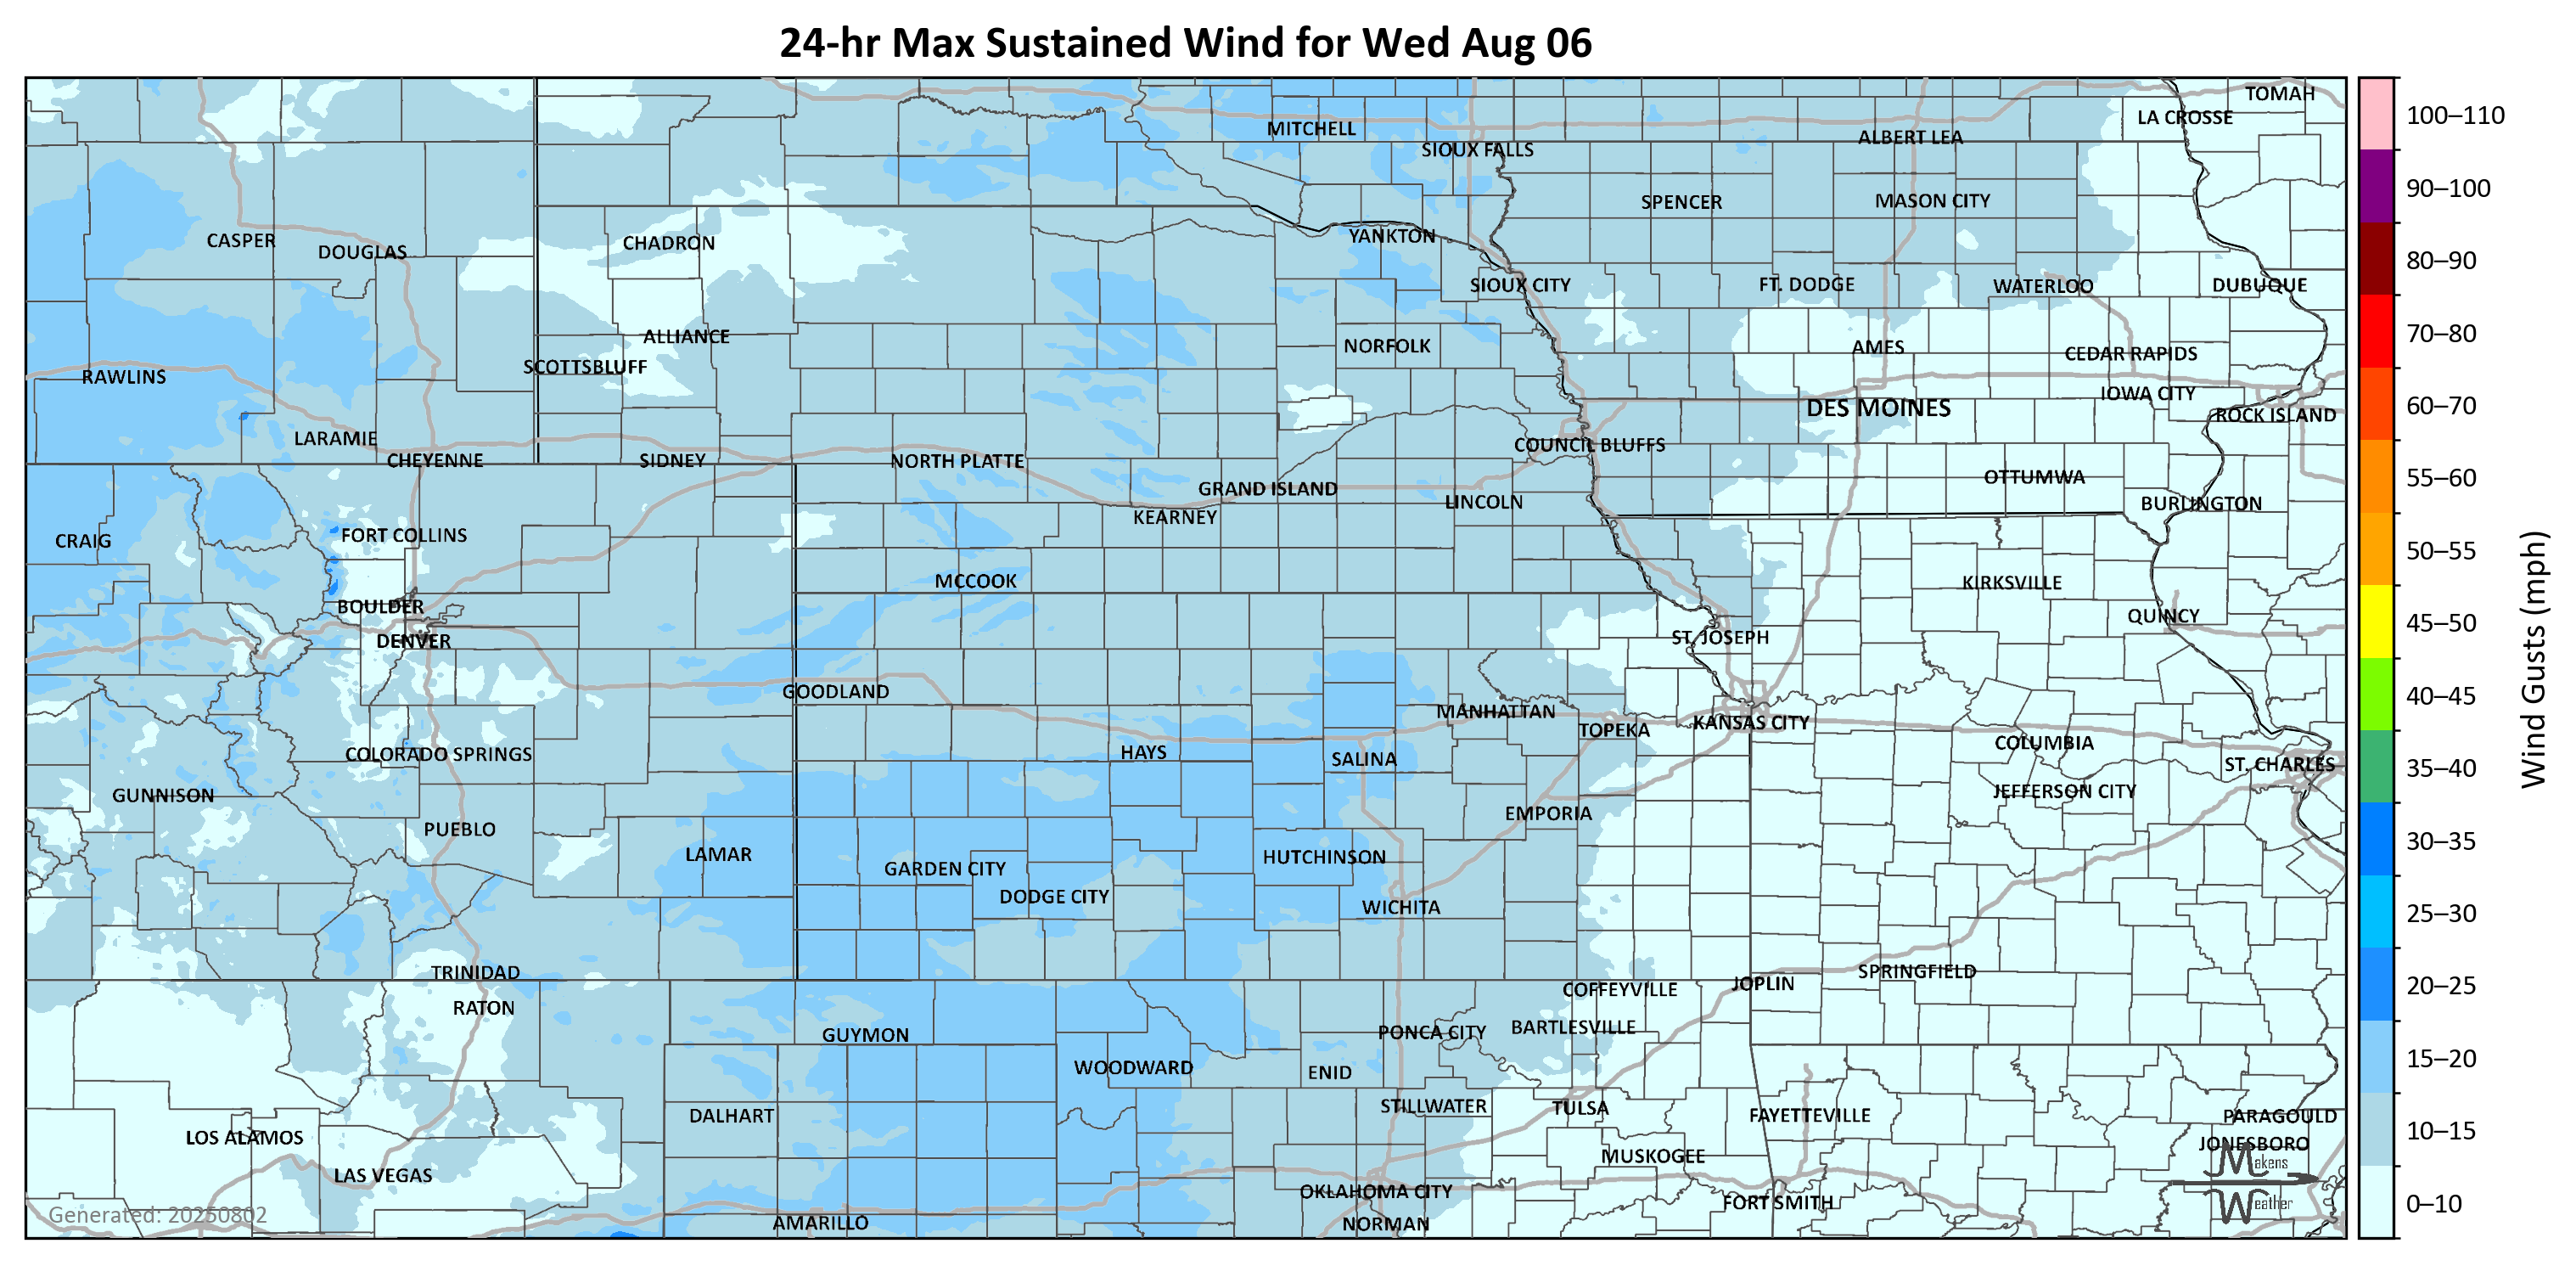 24-hr Max Sustained Wind for Wed Aug 06
TOMAH
LA CROSSE
MITCHELL
ALBERT LEA
SIOUX FALLS
SPENCER
MASON CITY
CASPER
DOUGLAS
CHADRON
YANKTON
SIOUX CITY
FT. DODGE
WATERLOO
DUBUQUE
ALLIANCE
NORFOLK
AMES
CEDAR RAPIDS
SCOTTSBLUFF
RAWLINS
IOWA CITY
DES MOINES
ROCK ISLAND
LARAMIE
COUNCIL BLUFFS
CHEYENNE
SIDNEY
NORTH PLATTE
OTTUMWA
GRAND ISLAND
LINCOLN
BURLINGTON
KEARNEY
FORT COLLINS
CRAIG
MCCOOK
KIRKSVILLE
BOULDER
QUINCY
DENVER
ST. JOSEPH
GOODLAND
MANHATTAN
TOPEKA
KANSAS CITY
COLUMBIA
HAYS
COLORADO SPRINGS
SALINA
ST. CHARLES
GUNNISON
JEFFERSON CITY
EMPORIA
PUEBLO
LAMAR
HUTCHINSON
GARDEN CITY
DODGE CITY
WICHITA
TRINIDAD
SPRINGFIELD
JOPLIN
COFFEYVILLE
RATON
BARTLESVILLE
PONCA CITY
GUYMON
WOODWARD
ENID
STILLWATER
TULSA
DALHART
FAYETTEVILLE
PARAGOULD
LOS ALAMOS
JONESBORO
MUSKOGEE
LAS VEGAS
OKLAHOMA CITY
FORT SMITH
AMARILLO
NORMAN
Generated: 20250802
Makens
Weather
100–110
90–100
80–90
70–80
60–70
55–60
50–55
45–50
40–45
35–40
30–35
25–30
20–25
15–20
10–15
0–10
Wind Gusts (mph)